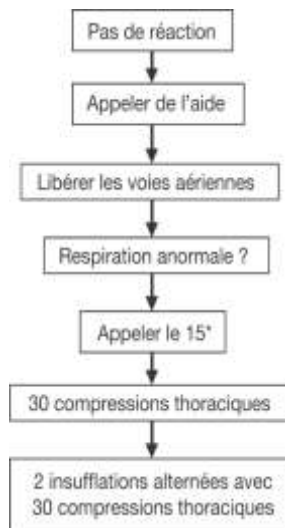 Pas de réaction
Appeler de l'aide
Libérer les voies aériennes
Respiration anormale ?
Appeler le 15*
30 compressions thoraciques
2 insufflations alternées avec
30 compressions thoraciques